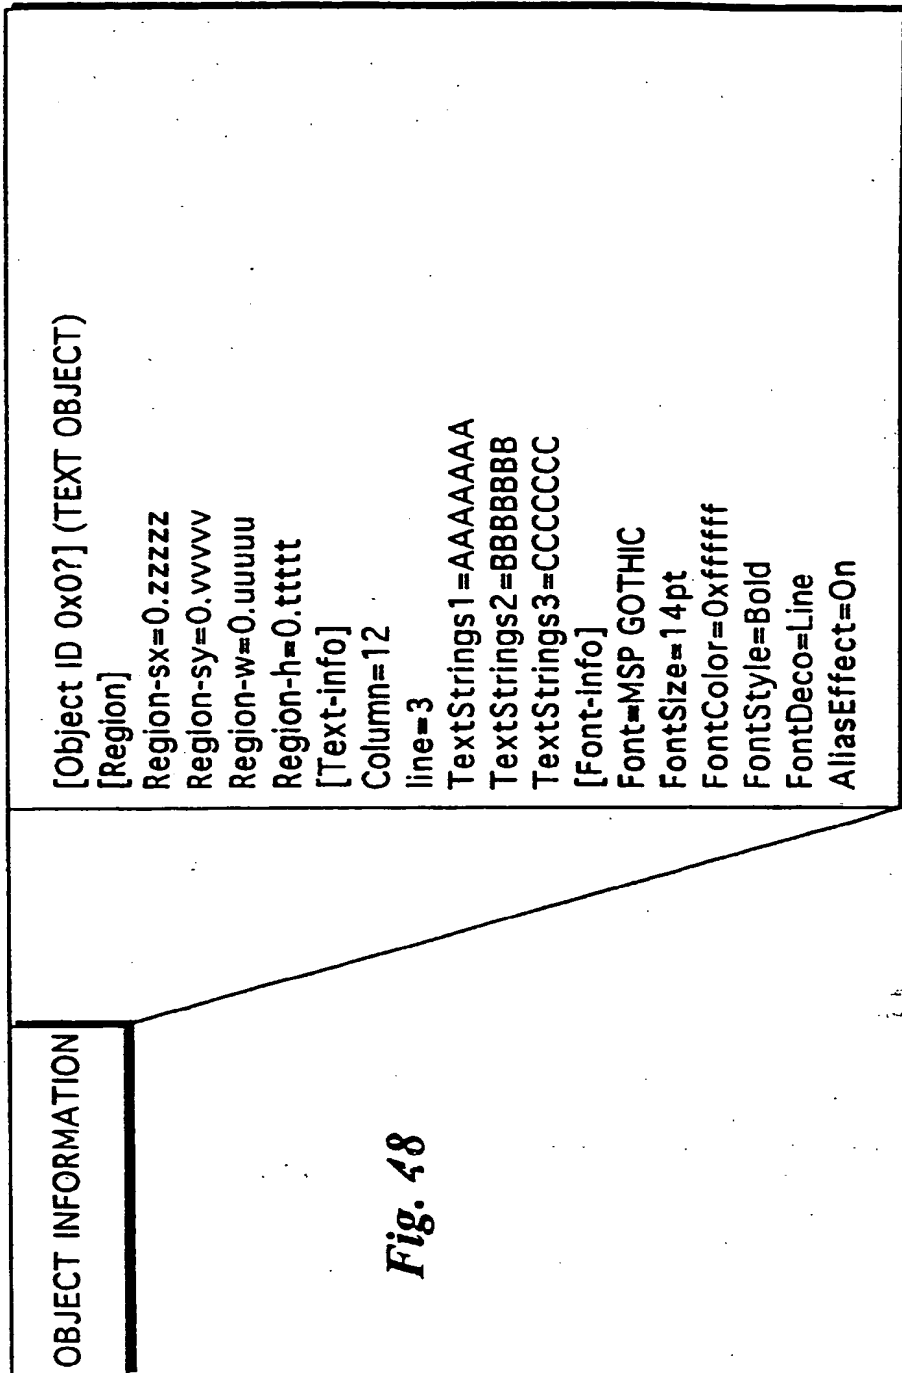 OBJECT INFORMATION
[Object ID 0x0?] (TEXT OBJECT)
[Region]
Region-sx=0.zzzzz
Region-sy=0.vvvvv
Region-w=0.uuuuu
Region-h=0.ttttt
[Text-info]
Column=12
line=3
TextStrings1=AAAAAAA
TextStrings2=BBBBBBB
TextStrings3=CCCCCCC
[Font-info]
Font=MSP GOTHIC
FontSize=14pt
FontColor=0xffffff
FontStyle=Bold
FontDeco=Line
AliasEffect=On
Fig. 48